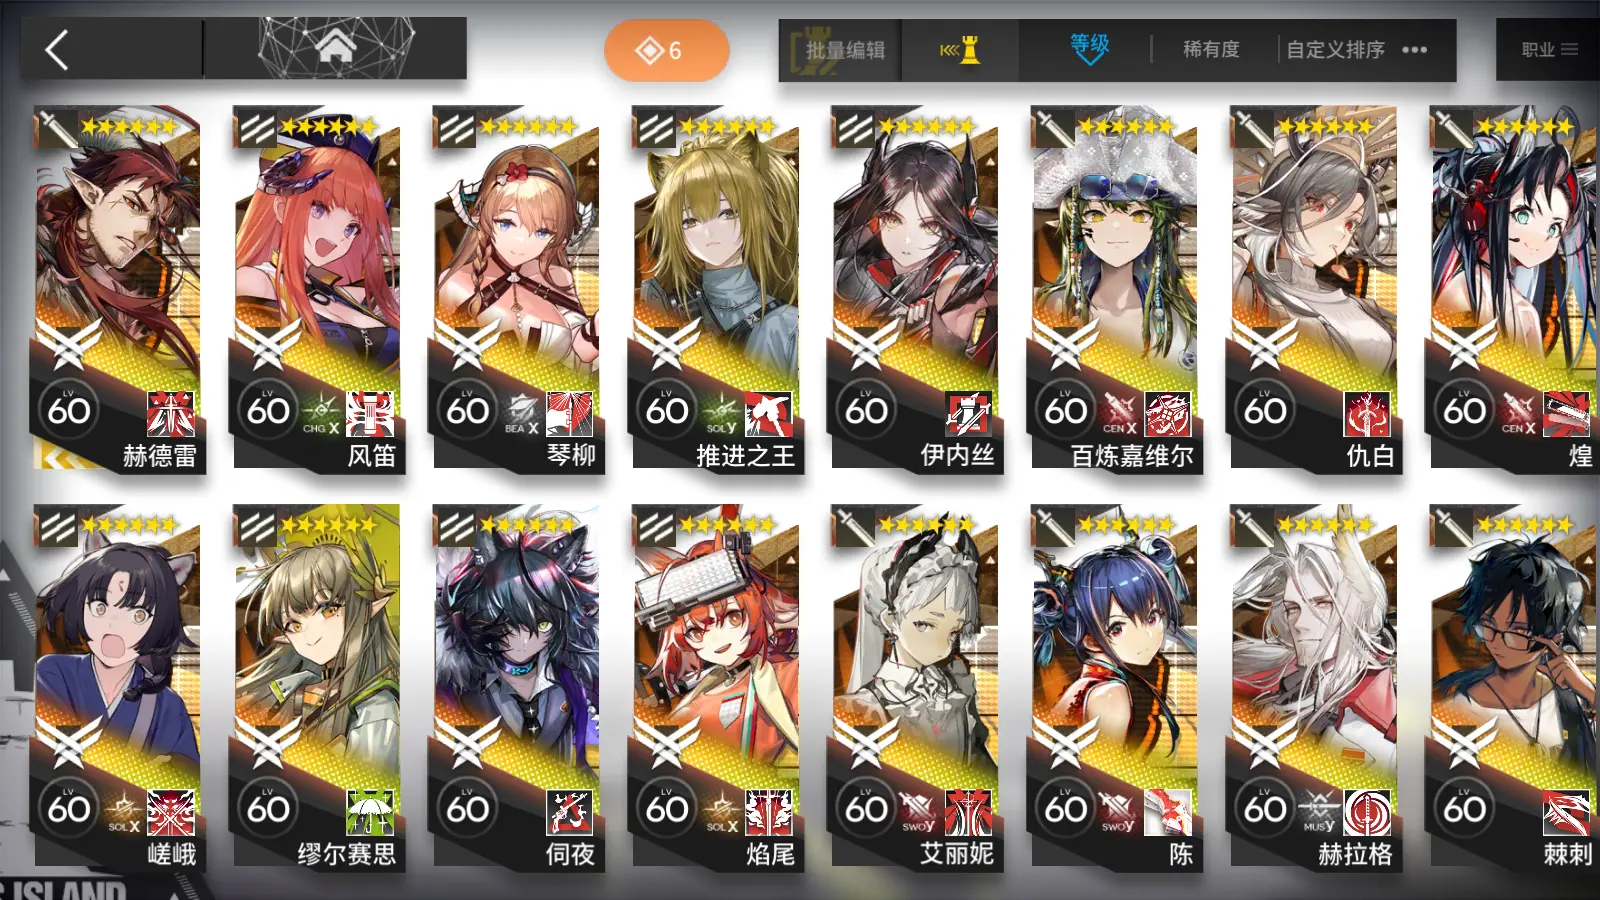 6
批量编辑
等级
稀有度
自定义排序
职业
LV
60
赫德雷
LV
60
CHG X
风笛
LV
60
BEA X
琴柳
LV
60
SOL Y
推进之王
LV
60
伊内丝
LV
60
CEN X
百炼嘉维尔
LV
60
仇白
LV
60
CEN X
煌
LV
60
SOL X
嵯峨
LV
60
缪尔赛思
LV
60
伺夜
LV
60
SOL X
焰尾
LV
60
SWO Y
艾丽妮
LV
60
SWO Y
陈
LV
60
MUS Y
赫拉格
LV
60
棘刺
ISLAND